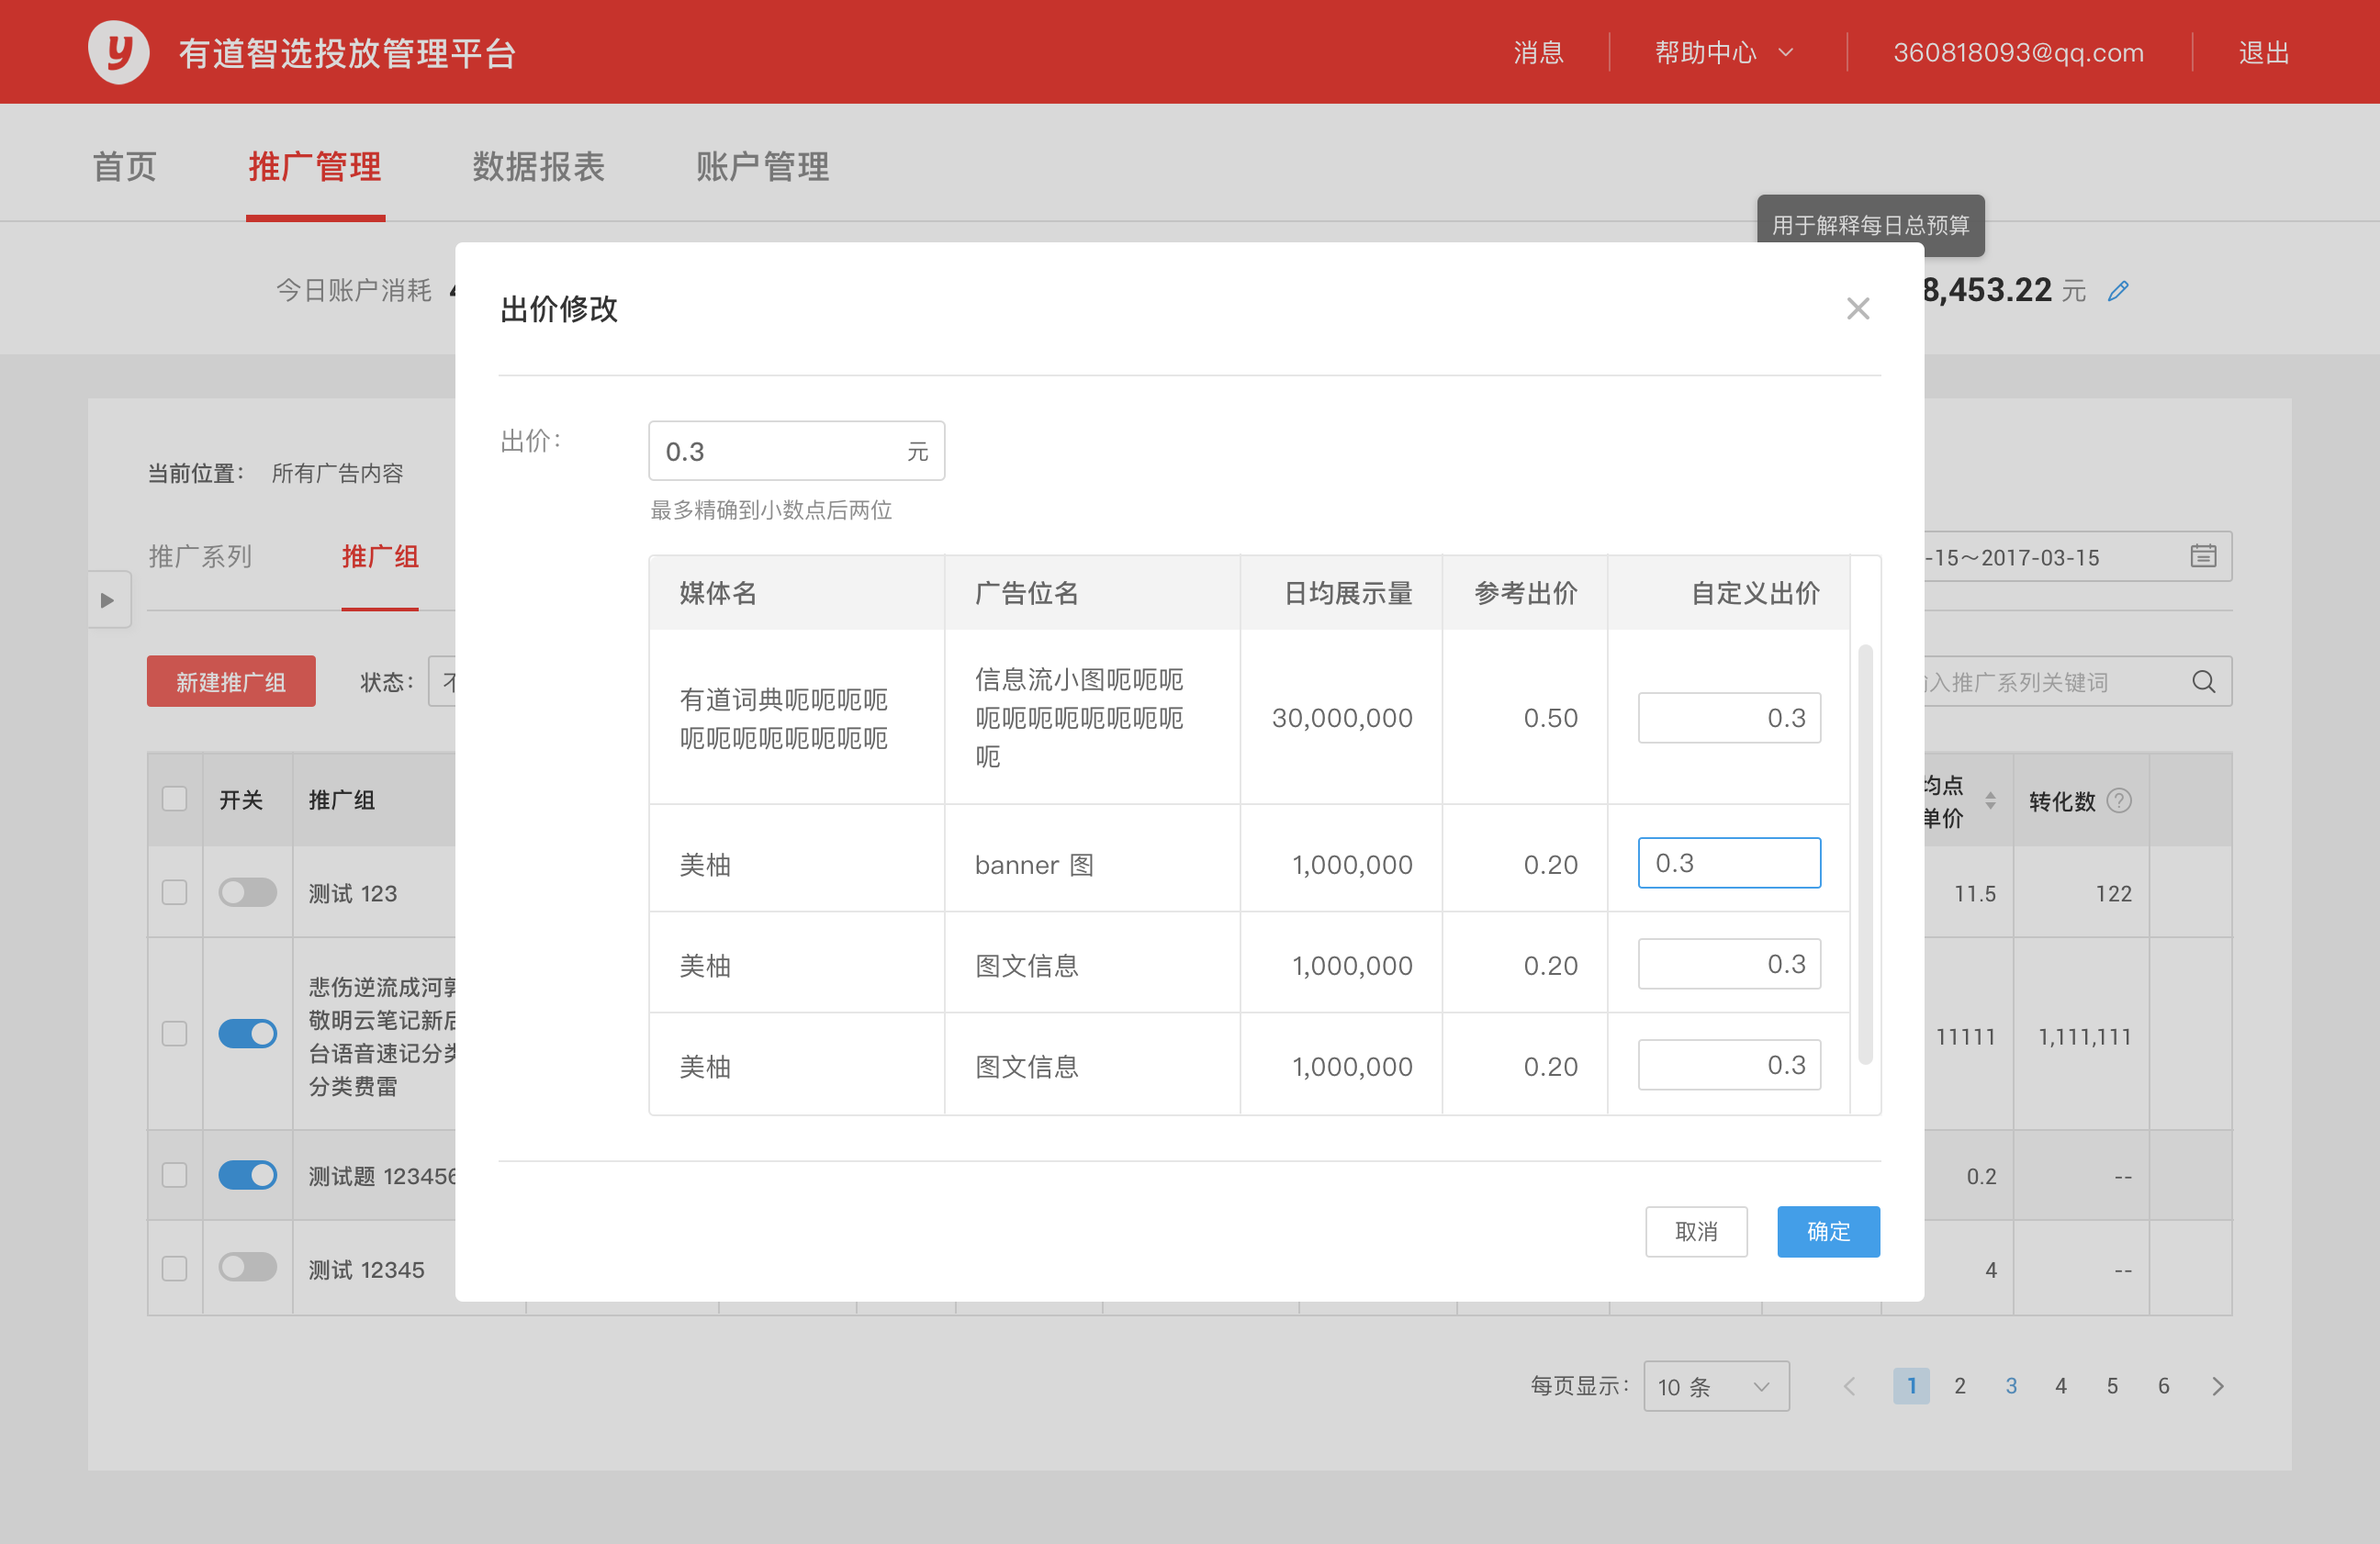 有道智选投放管理平台
消息
帮助中心
360818093@qq.com
退出
首页
推广管理
数据报表
账户管理
用于解释每日总预算
今日账户消耗
8,453.22 元
出价修改
出价：
0.3 元
最多精确到小数点后两位
媒体名 广告位名 日均展示量 参考出价 自定义出价
有道词典呃呃呃呃
呃呃呃呃呃呃呃呃
信息流小图呃呃呃
呃呃呃呃呃呃呃呃
呃
30,000,000 0.50 0.3
美柚 banner 图 1,000,000 0.20 0.3
美柚 图文信息 1,000,000 0.20 0.3
美柚 图文信息 1,000,000 0.20 0.3
取消
确定
当前位置： 所有广告内容
推广系列
推广组
-15～2017-03-15
新建推广组
状态：
入推广系列关键词
开关 推广组
均点
单价
转化数
测试 123
11.5 122
悲伤逆流成河郭
敬明云笔记新后
台语音速记分类
分类费雷
11111 1,111,111
测试题 123456
0.2 --
测试 12345
4 --
每页显示： 10 条
1 2 3 4 5 6